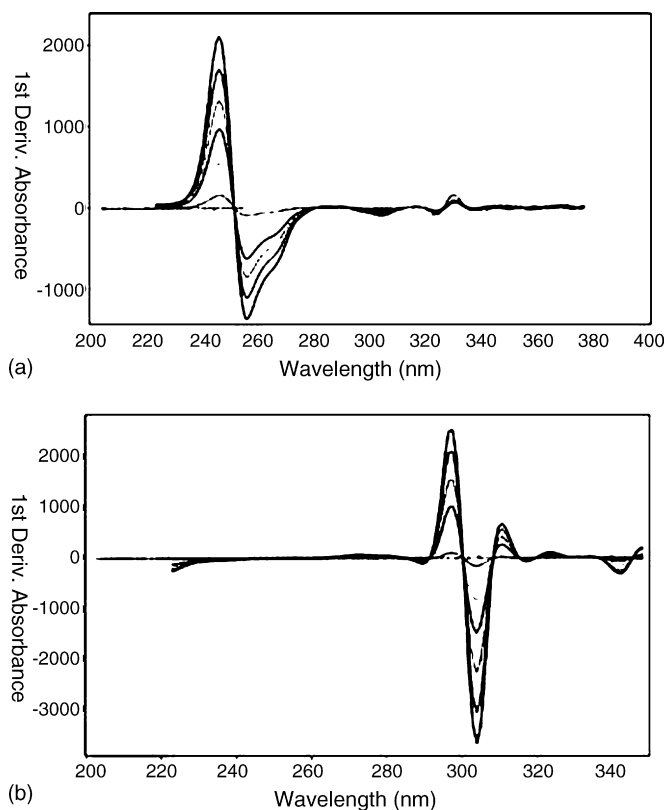 2000
1000
0
-1000
1st Deriv. Absorbance
200 220 240 260 280 300 320 340 360 380 400
Wavelength (nm)
(a)
2000
1000
0
-1000
-2000
-3000
1st Deriv. Absorbance
200 220 240 260 280 300 320 340
Wavelength (nm)
(b)